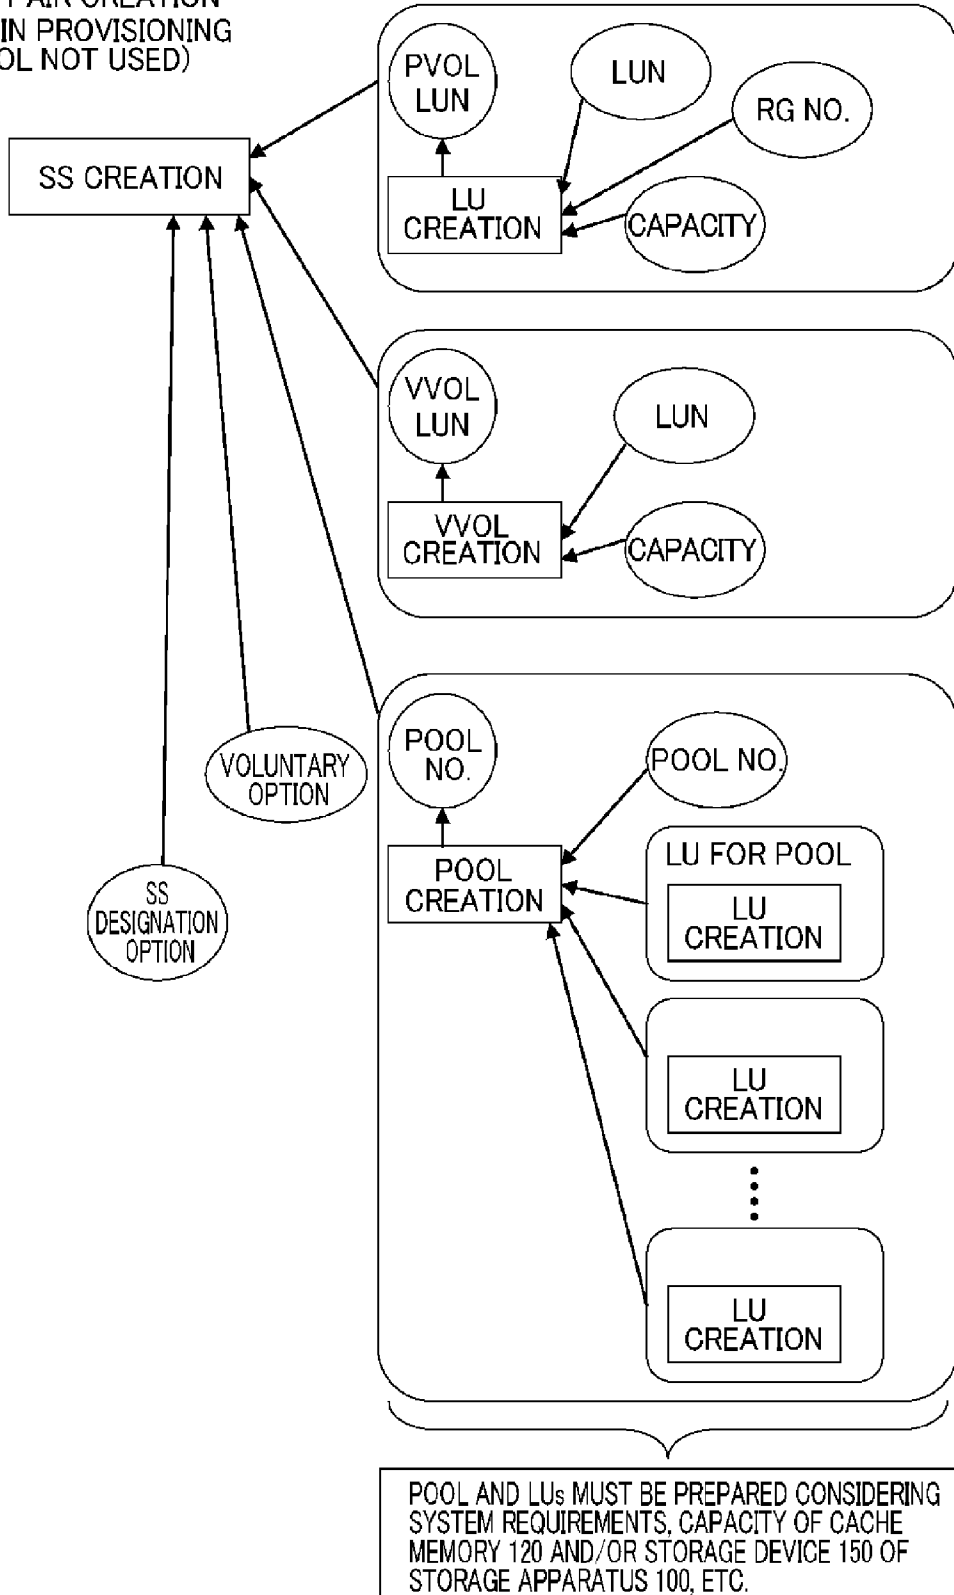 PAIR CREATION
IN PROVISIONING
OL NOT USED)
PVOL
LUN
LUN
RG NO.
SS CREATION
LU
CREATION
CAPACITY
VVOL
LUN
LUN
VVOL
CREATION
CAPACITY
POOL
NO.
POOL NO.
VOLUNTARY
OPTION
LU FOR POOL
POOL
CREATION
LU
CREATION
SS
DESIGNATION
OPTION
LU
CREATION
LU
CREATION
POOL AND LUs MUST BE PREPARED CONSIDERING
SYSTEM REQUIREMENTS, CAPACITY OF CACHE
MEMORY 120 AND/OR STORAGE DEVICE 150 OF
STORAGE APPARATUS 100, ETC.